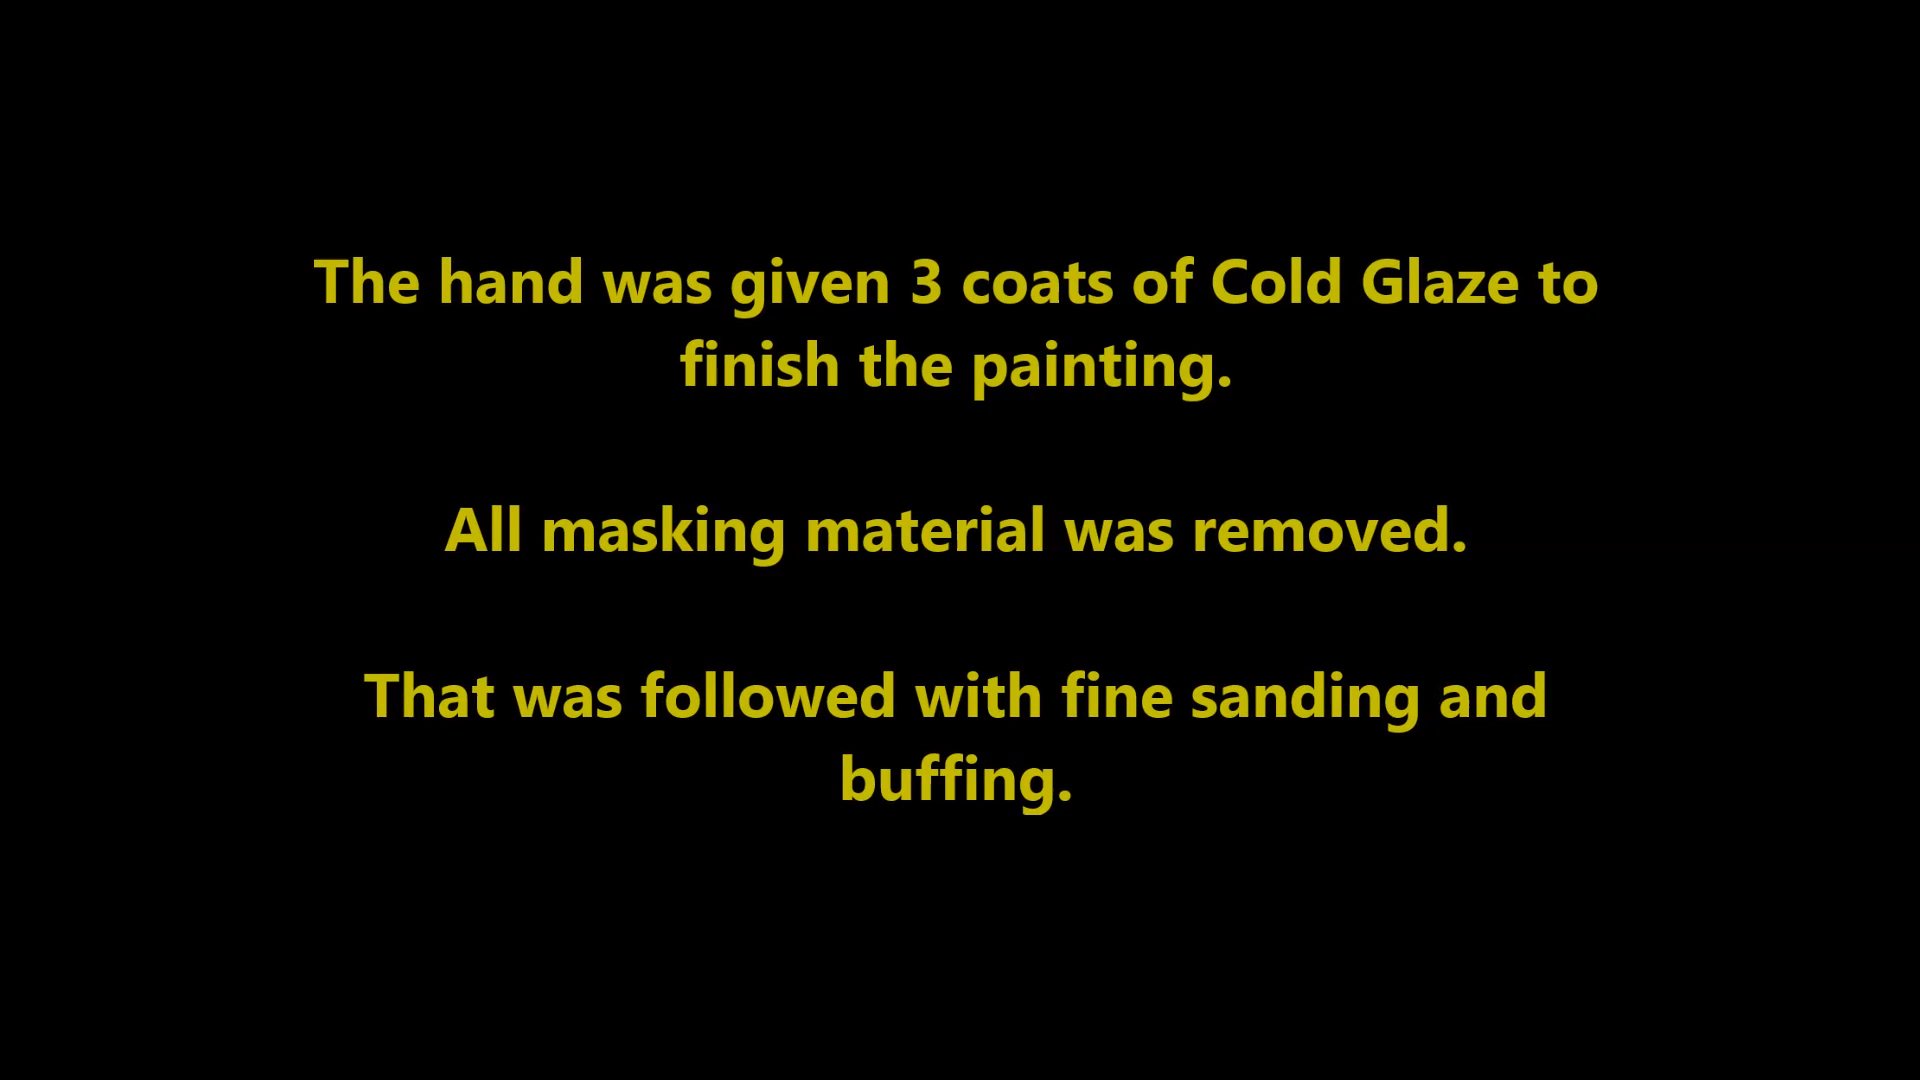 The hand was given 3 coats of Cold Glaze to
finish the painting.
All masking material was removed.
That was followed with fine sanding and
buffing.